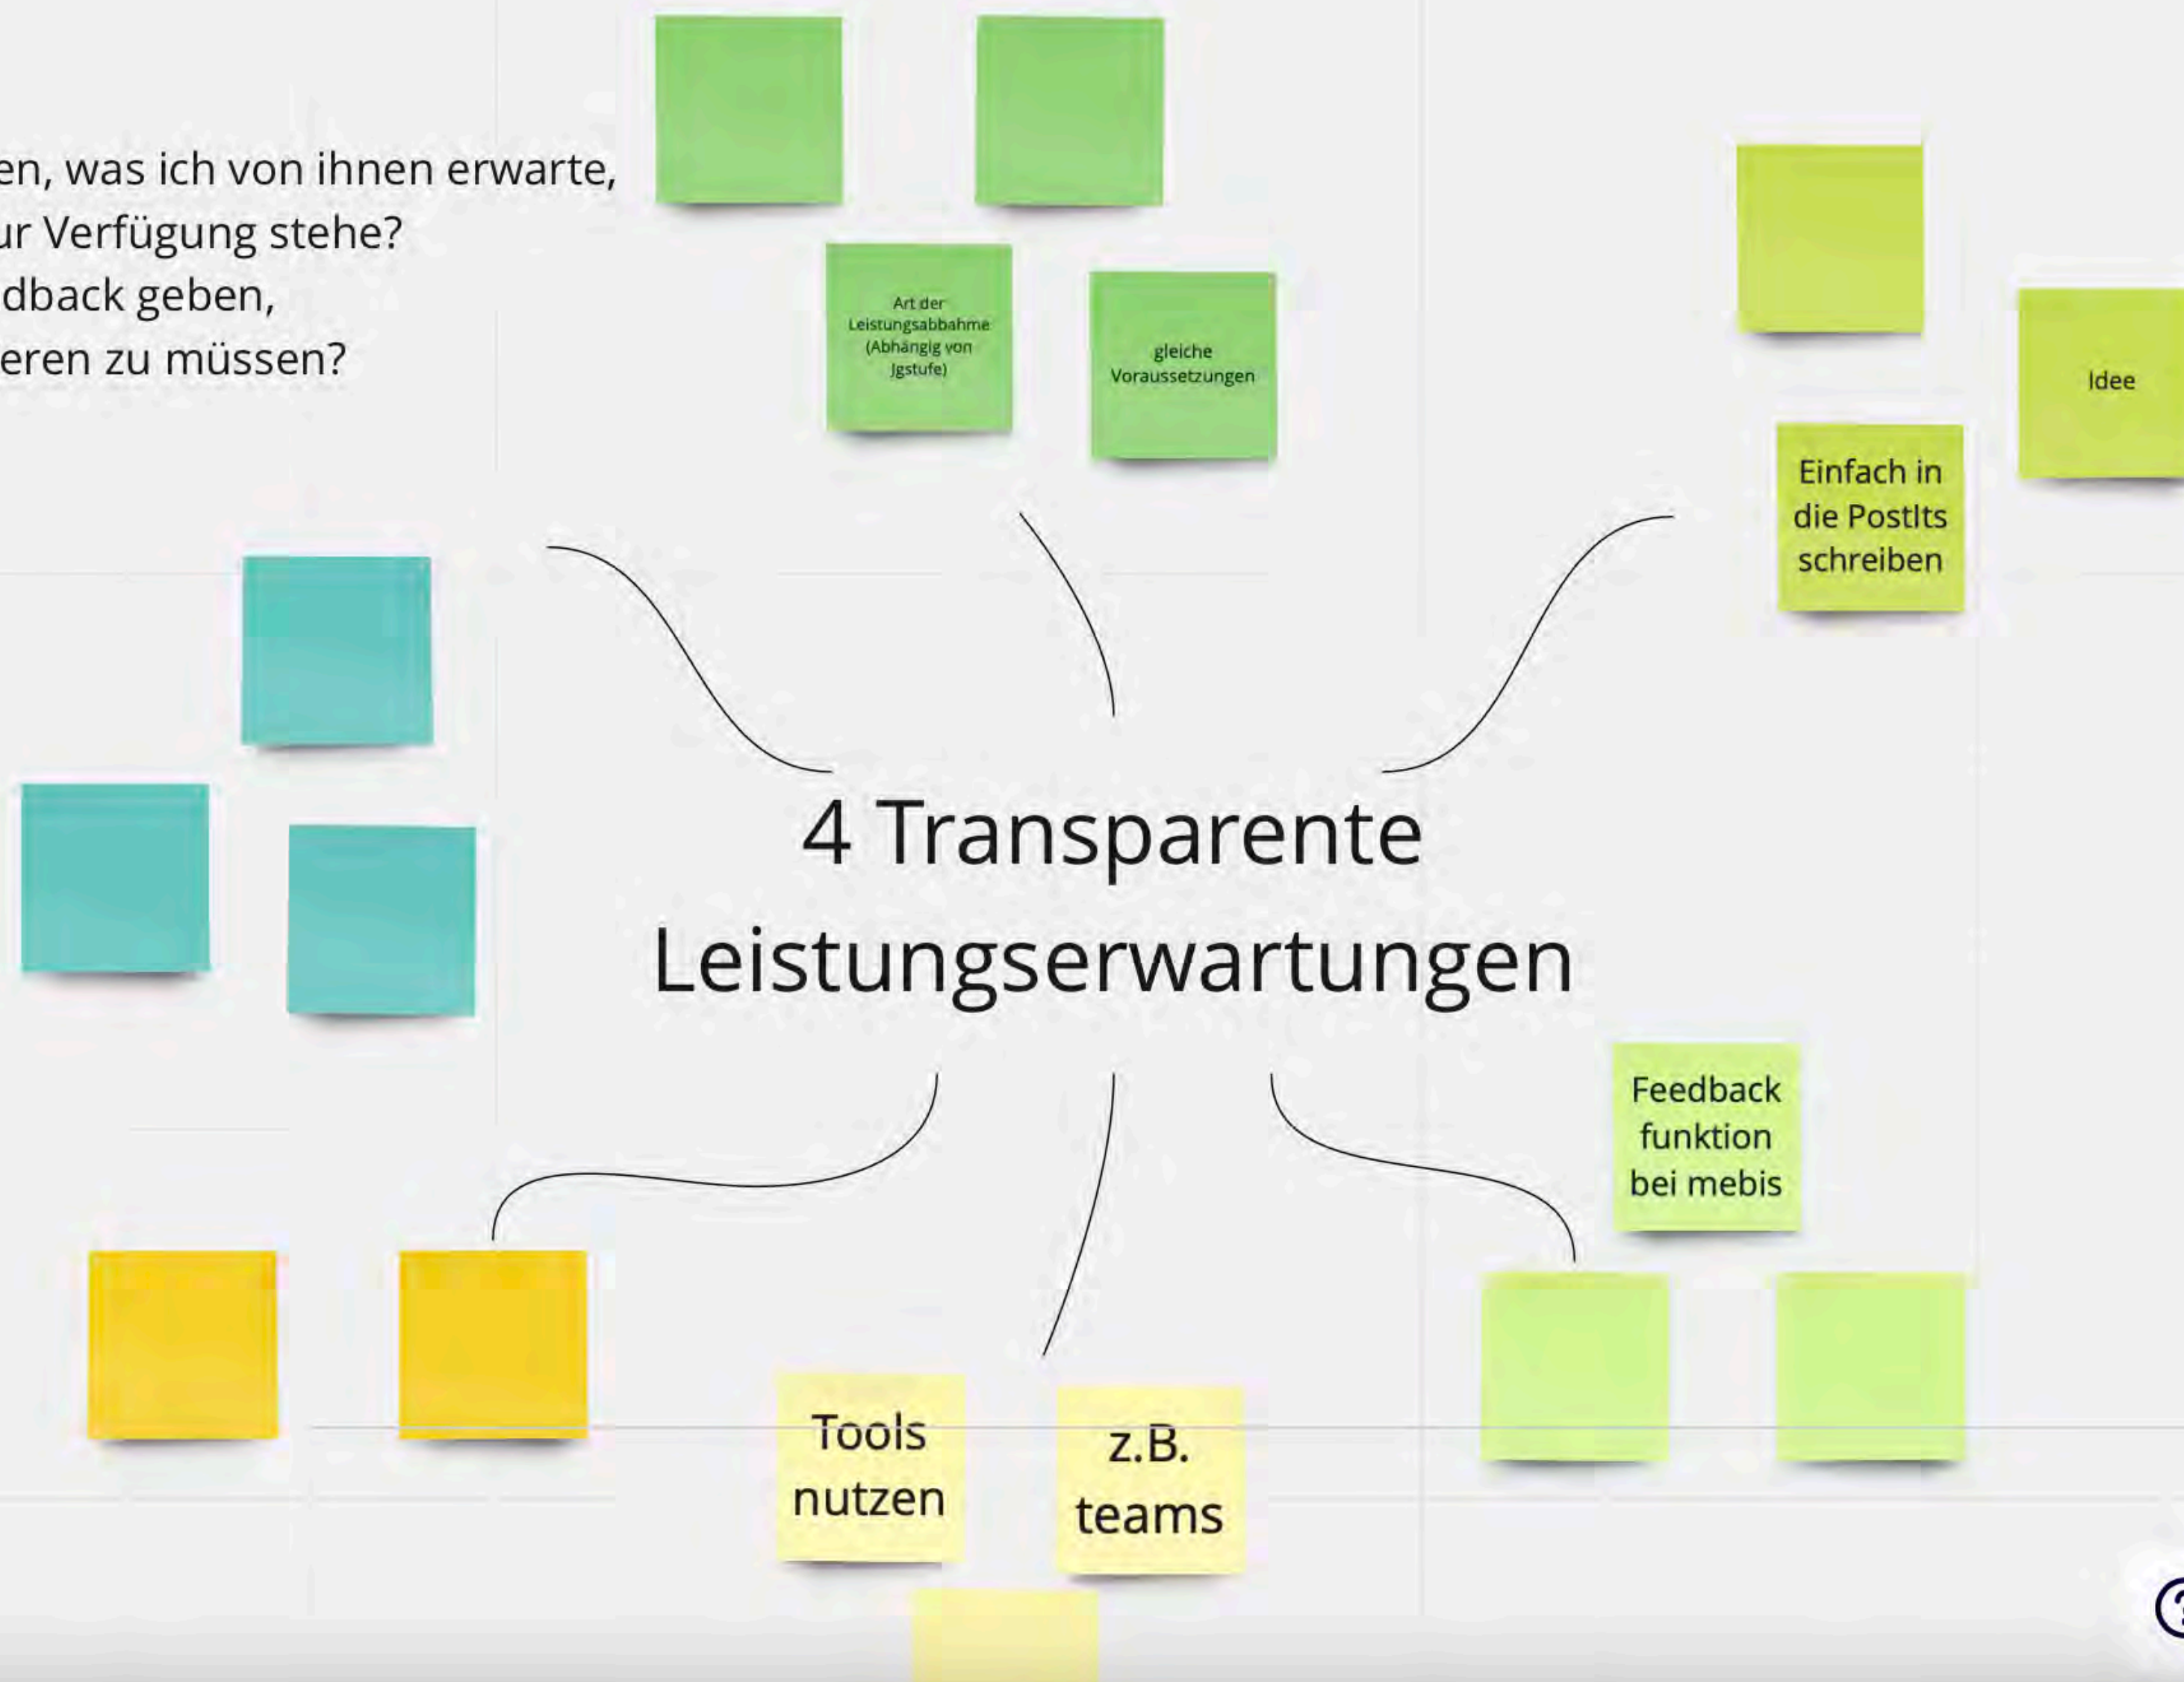 en, was ich von ihnen erwarte,
ur Verfügung stehe?
dback geben,
eren zu müssen?
Art der
Leistungsabbahme
(Abhängig von
Jgstufe)
gleiche
Voraussetzungen
Idee
Einfach in
die PostIts
schreiben
4 Transparente
Leistungserwartungen
Feedback
funktion
bei mebis
Tools
nutzen
z.B.
teams